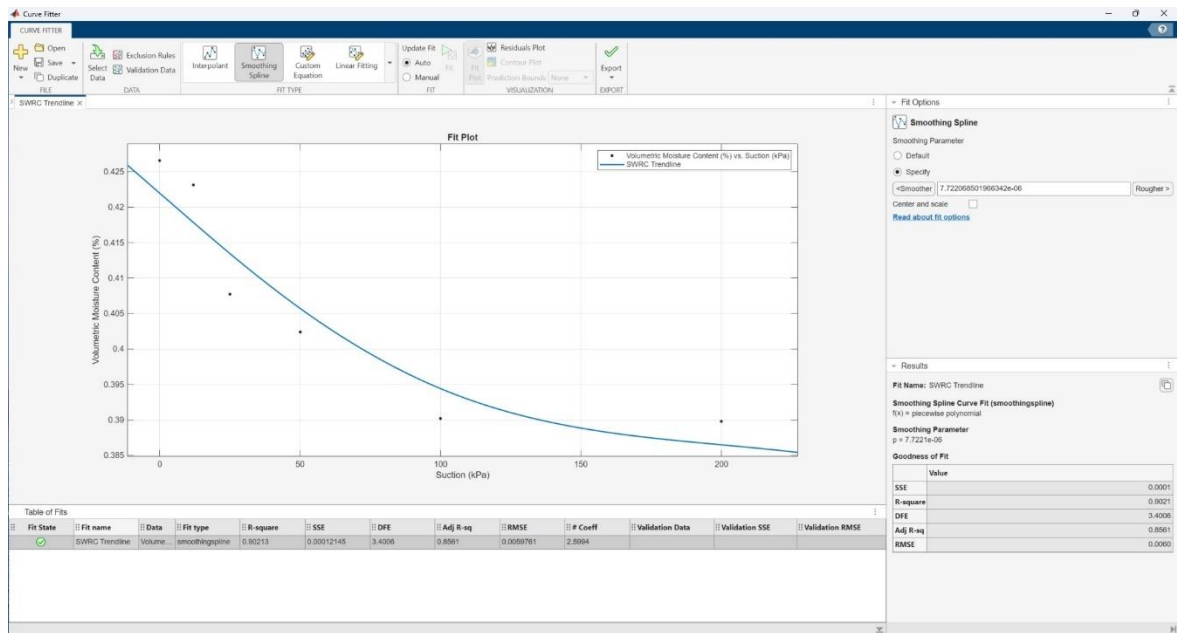 Curve Fitter
CURVE FITTER
New
Open
Save
Duplicate
FILE
Select Data
Exclusion Rules
Validation Data
DATA
Interpolant
Smoothing Spline
Custom Equation
Linear Fitting
FIT TYPE
Update Fit
Auto
Manual
Fit
FIT
Fit Plot
Residuals Plot
Contour Plot
Prediction Bounds None
VISUALIZATION
Export
EXPORT
SWRC Trendline
Fit Plot
Volumetric Moisture Content (%) vs. Suction (kPa)
SWRC Trendline
Volumetric Moisture Content (%)
0.425
0.42
0.415
0.41
0.405
0.4
0.395
0.39
0.385
0 50 100 150 200
Suction (kPa)
Table of Fits
Fit State Fit name Data Fit type R-square SSE DFE Adj R-sq RMSE # Coeff Validation Data Validation SSE Validation RMSE
SWRC Trendline Volume... smoothingspline 0.90213 0.00012145 3.4006 0.8561 0.0059761 2.5994
Fit Options
Smoothing Spline
Smoothing Parameter
Default
Specify
<Smoother 7.722068501966342e-06 Rougher >
Center and scale
Read about fit options
Results
Fit Name: SWRC Trendline
Smoothing Spline Curve Fit (smoothingspline)
f(x) = piecewise polynomial
Smoothing Parameter
p = 7.7221e-06
Goodness of Fit
Value
SSE 0.0001
R-square 0.9021
DFE 3.4006
Adj R-sq 0.8561
RMSE 0.0060